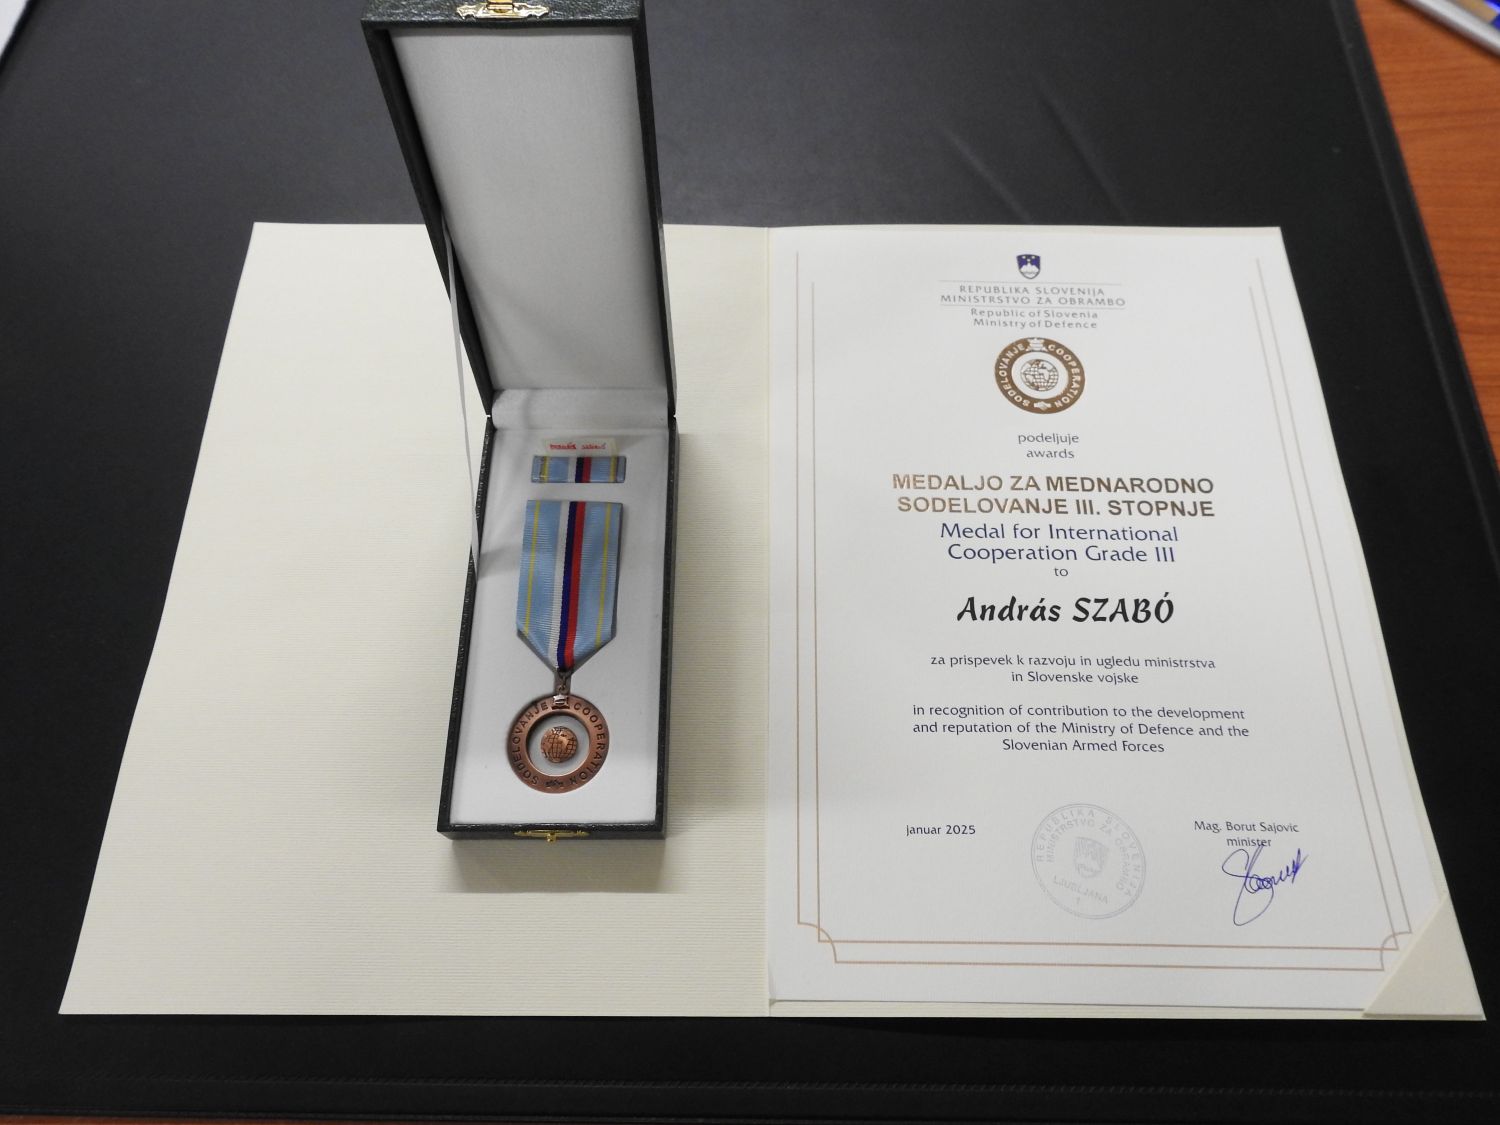 REPUBLIKA SLOVENIJA
MINISTRSTVO ZA OBRAMBO
Republic of Slovenia
Ministry of Defence
SODELOVANJE COOPERATION
podeljuje
awards
MEDALJO ZA MEDNARODNO
SODELOVANJE III. STOPNJE
Medal for International
Cooperation Grade III
to
András SZABÓ
za prispevek k razvoju in ugledu ministrstva
in Slovenske vojske
in recognition of contribution to the development
and reputation of the Ministry of Defence and the
Slovenian Armed Forces
januar 2025
REPUBLIKA SLOVENIJA
MINISTRSTVO ZA OBRAMBO
LJUBLJANA
1
Mag. Borut Sajovic
minister
SODELOVANJE COOPERATION